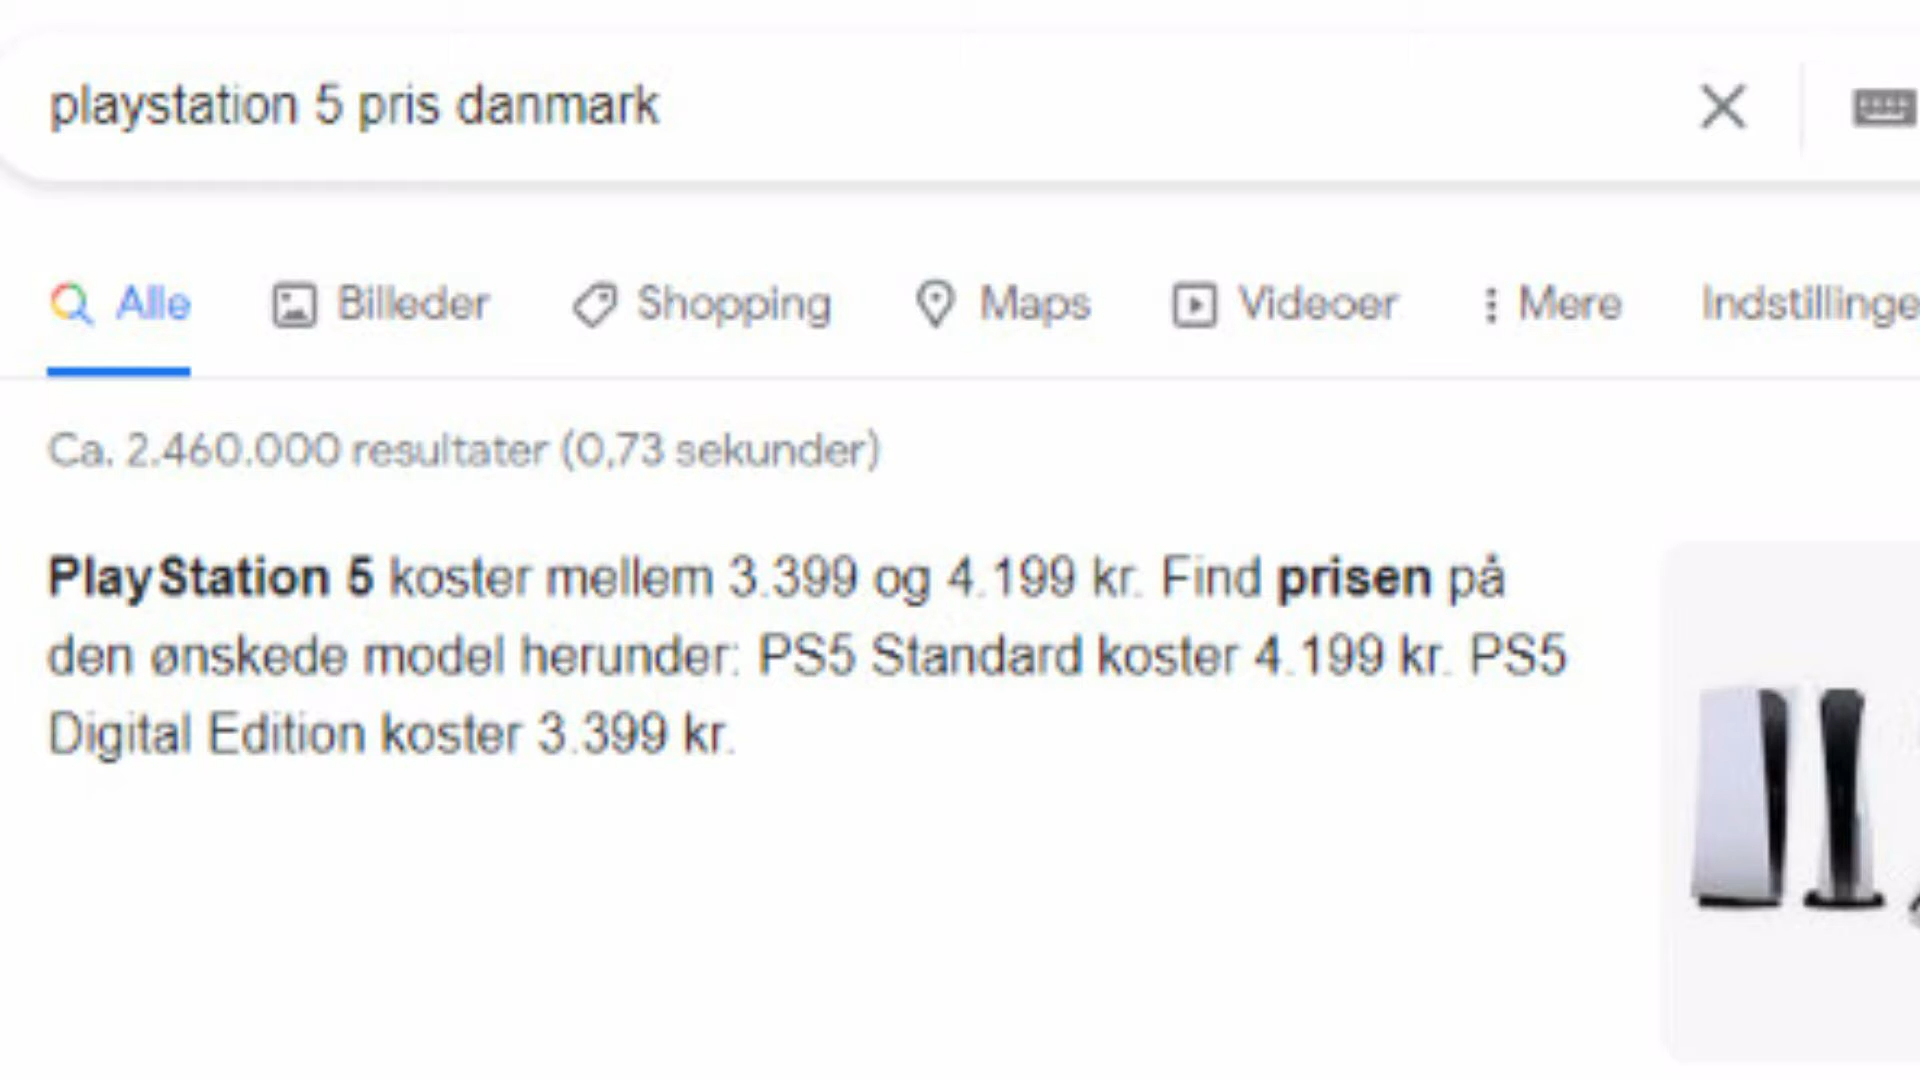 playstation 5 pris danmark
Alle Billeder Shopping Maps Videoer Mere Indstillinge
Ca. 2.460.000 resultater (0,73 sekunder)
PlayStation 5 koster mellem 3.399 og 4.199 kr. Find prisen på
den ønskede model herunder: PS5 Standard koster 4.199 kr. PS5
Digital Edition koster 3.399 kr.